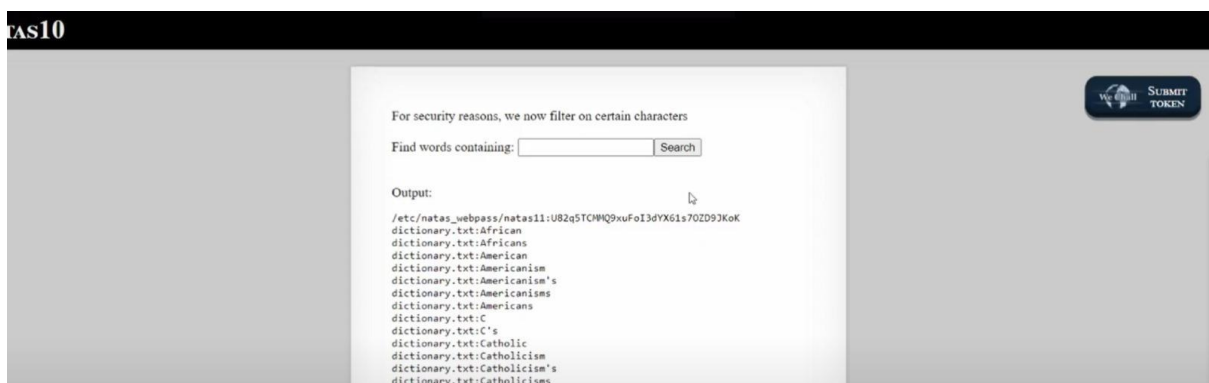 TAS10
For security reasons, we now filter on certain characters
Find words containing: Search
We Chall SUBMIT TOKEN
Output:
/etc/natas_webpass/natas11:U82q5TCMMQ9xuFoI3dYX61s7OZD9JKoK
dictionary.txt:African
dictionary.txt:Africans
dictionary.txt:American
dictionary.txt:Americanism
dictionary.txt:Americanism's
dictionary.txt:Americanisms
dictionary.txt:Americans
dictionary.txt:C
dictionary.txt:C's
dictionary.txt:Catholic
dictionary.txt:Catholicism
dictionary.txt:Catholicism's
dictionary.txt:Catholicisms